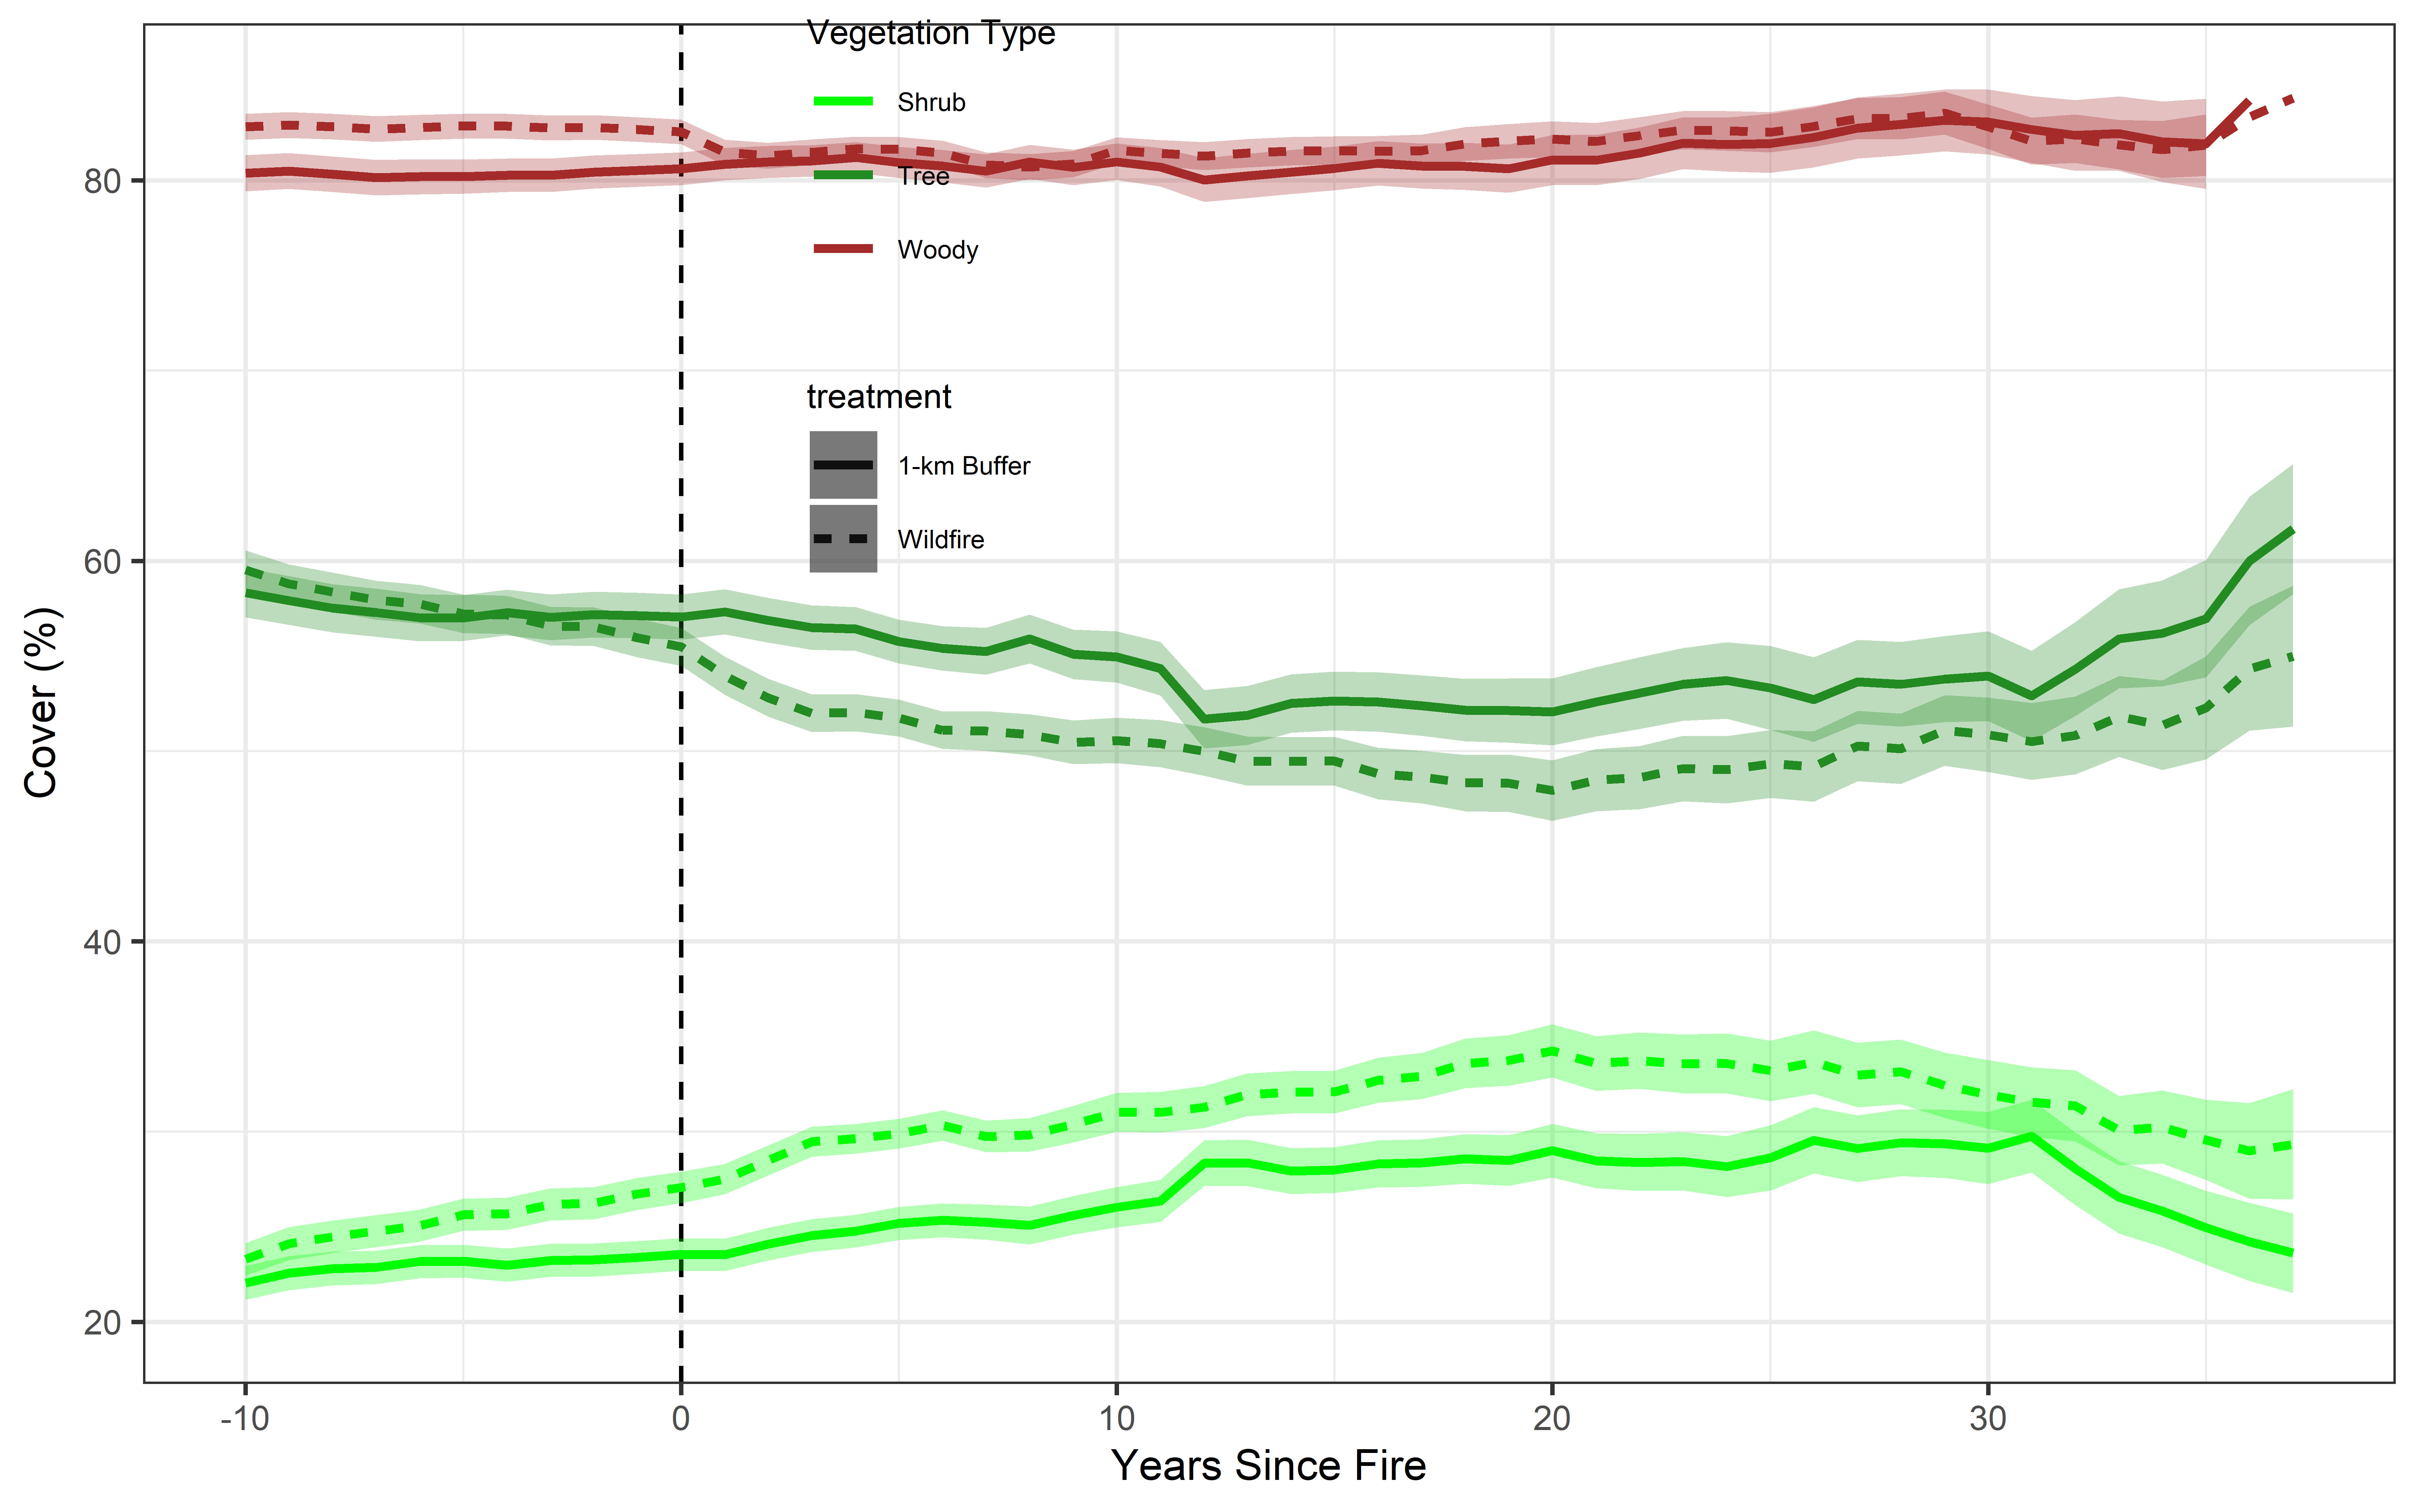 Vegetation Type
Shrub
Tree
Woody
treatment
1-km Buffer
Wildfire
Cover (%)
80
60
40
20
-10 0 10 20 30
Years Since Fire